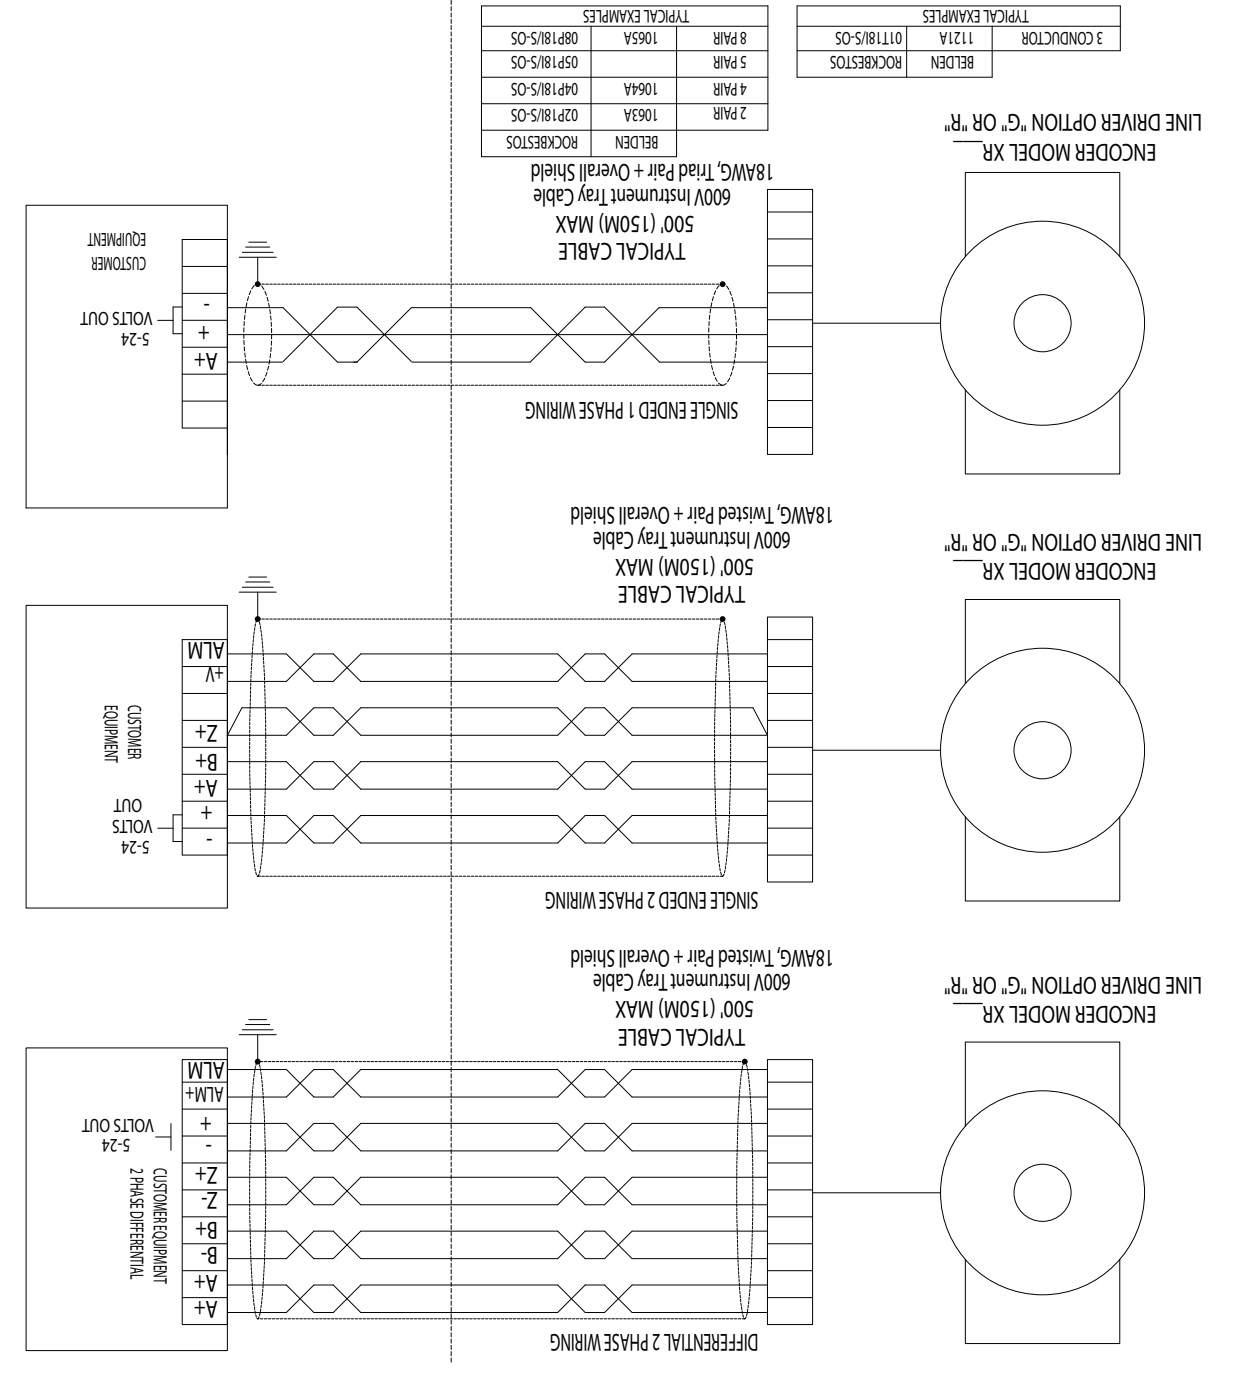 DIFFERENTIAL 2 PHASE WIRING
A+
A+
B-
B+
Z-
Z+
-
+
ALM+
ALM
CUSTOMER EQUIPMENT
2 PHASE DIFFERENTIAL
5-24
VOLTS OUT
ENCODER MODEL XR___
LINE DRIVER OPTION "G" OR "R"
TYPICAL CABLE
500' (150M) MAX
600V Instrument Tray Cable
18AWG, Twisted Pair + Overall Shield
SINGLE ENDED 2 PHASE WIRING
-
+
A+
B+
Z+
+V
ALM
5-24
VOLTS
OUT
CUSTOMER
EQUIPMENT
ENCODER MODEL XR___
LINE DRIVER OPTION "G" OR "R"
TYPICAL CABLE
500' (150M) MAX
600V Instrument Tray Cable
18AWG, Twisted Pair + Overall Shield
SINGLE ENDED 1 PHASE WIRING
A+
+
-
5-24
VOLTS OUT
CUSTOMER
EQUIPMENT
ENCODER MODEL XR___
LINE DRIVER OPTION "G" OR "R"
TYPICAL CABLE
500' (150M) MAX
600V Instrument Tray Cable
18AWG, Triad Pair + Overall Shield
BELDEN ROCKBESTOS
3 CONDUCTOR 1121A 01T18I/S-OS
TYPICAL EXAMPLES
BELDEN ROCKBESTOS
2 PAIR 1063A 02P18I/S-OS
4 PAIR 1064A 04P18I/S-OS
5 PAIR 05P18I/S-OS
8 PAIR 1065A 08P18I/S-OS
TYPICAL EXAMPLES